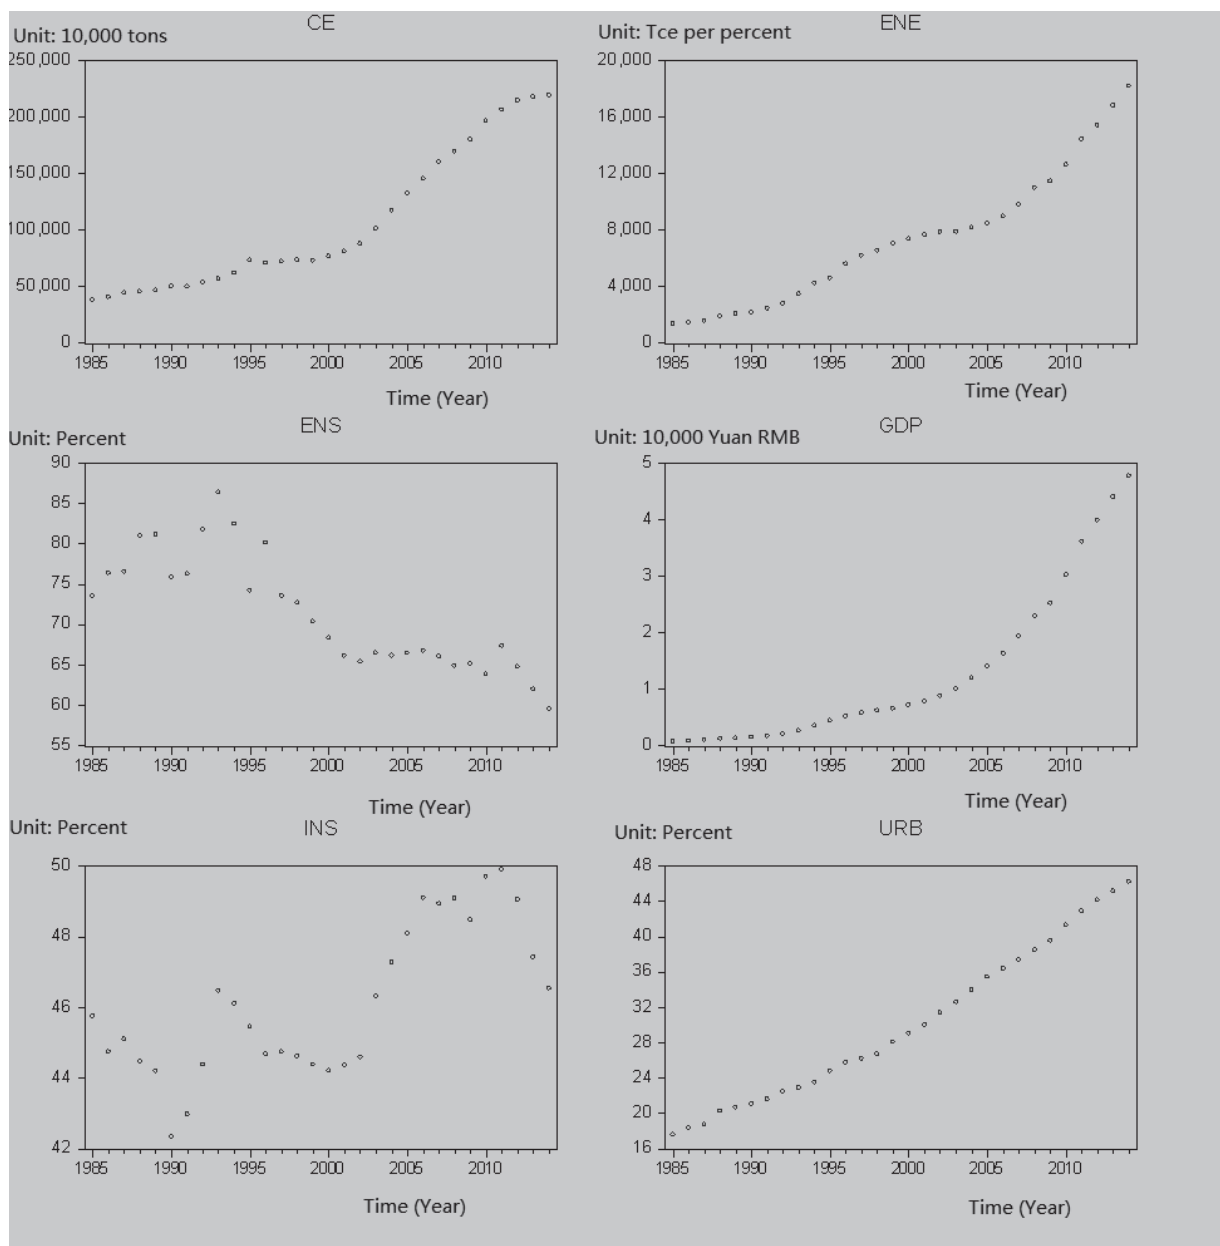 CE
Unit: 10,000 tons
250,000
200,000
150,000
100,000
50,000
0
1985 1990 1995 2000 2005 2010
Time (Year)
ENE
Unit: Tce per percent
20,000
16,000
12,000
8,000
4,000
0
1985 1990 1995 2000 2005 2010
Time (Year)
ENS
Unit: Percent
90
85
80
75
70
65
60
55
1985 1990 1995 2000 2005 2010
Time (Year)
GDP
Unit: 10,000 Yuan RMB
5
4
3
2
1
0
1985 1990 1995 2000 2005 2010
Time (Year)
INS
Unit: Percent
50
48
46
44
42
1985 1990 1995 2000 2005 2010
Time (Year)
URB
Unit: Percent
48
44
40
36
32
28
24
20
16
1985 1990 1995 2000 2005 2010
Time (Year)